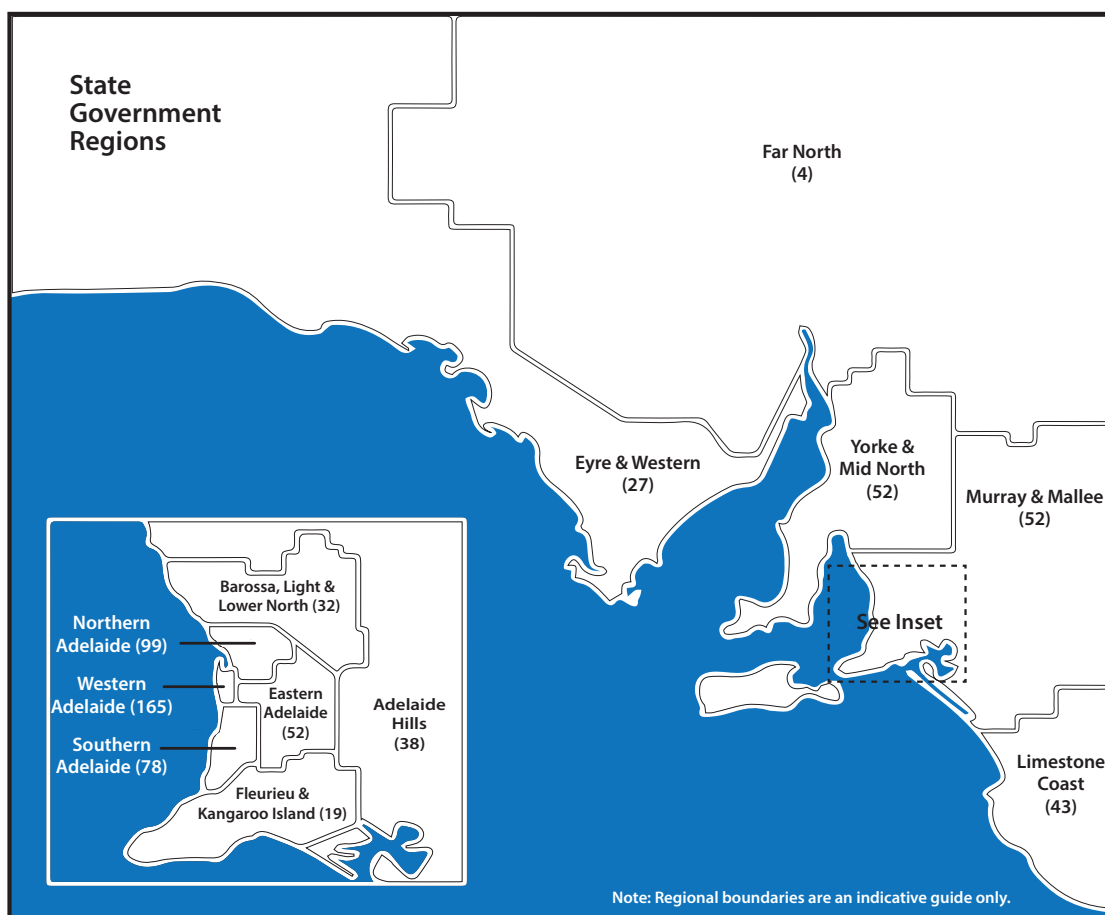 State
Government
Regions
Far North
(4)
Eyre & Western
(27)
Yorke &
Mid North
(52)
Murray & Mallee
(52)
See Inset
Limestone
Coast
(43)
Barossa, Light &
Lower North (32)
Northern
Adelaide (99)
Western
Adelaide (165)
Eastern
Adelaide
(52)
Adelaide
Hills
(38)
Southern
Adelaide (78)
Fleurieu &
Kangaroo Island (19)
Note: Regional boundaries are an indicative guide only.